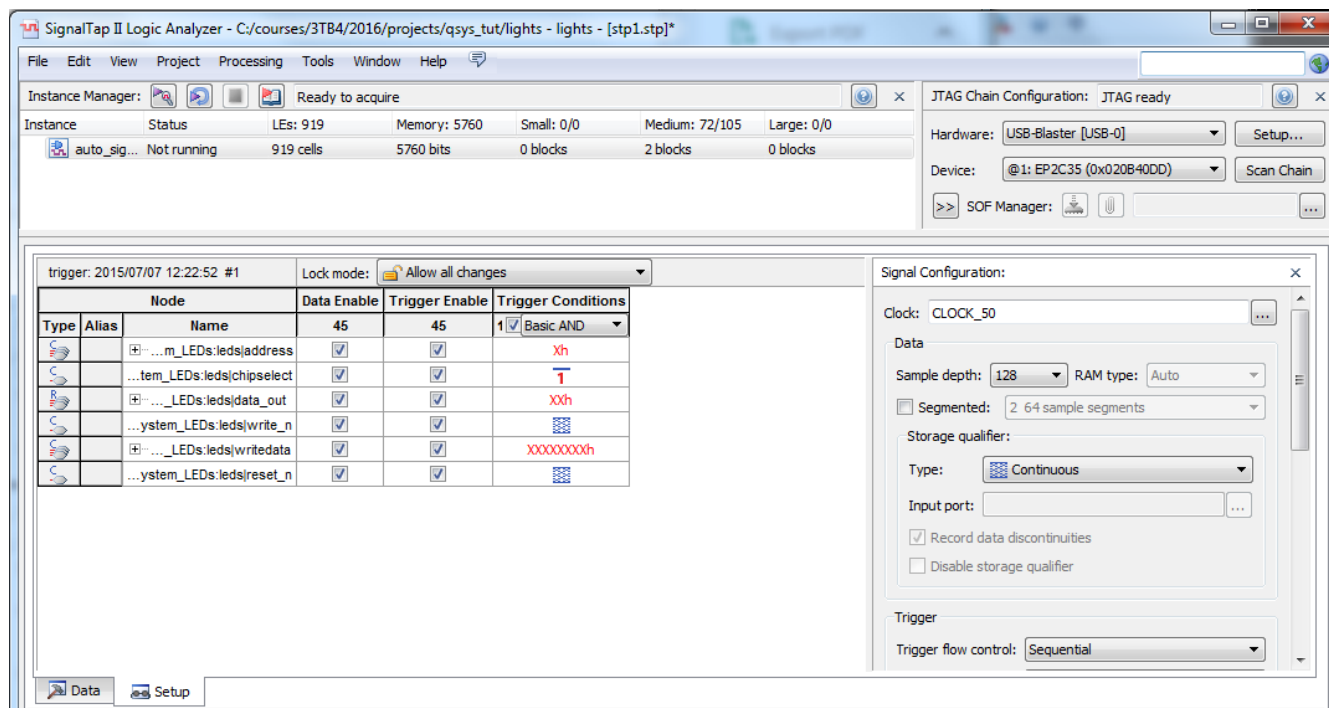 SignalTap II Logic Analyzer - C:/courses/3TB4/2016/projects/qsys_tut/lights - lights - [stp1.stp]*
Export PDF
File Edit View Project Processing Tools Window Help
Instance Manager: Ready to acquire
Instance Status LEs: 919 Memory: 5760 Small: 0/0 Medium: 72/105 Large: 0/0
auto_sig... Not running 919 cells 5760 bits 0 blocks 2 blocks 0 blocks
JTAG Chain Configuration: JTAG ready
Hardware: USB-Blaster [USB-0] Setup...
Device: @1: EP2C35 (0x020B40DD) Scan Chain
>> SOF Manager: ...
trigger: 2015/07/07 12:22:52 #1 Lock mode: Allow all changes
Node Data Enable Trigger Enable Trigger Conditions
Type Alias Name 45 45 1 Basic AND
C ...m_LEDs:leds|address Xh
C ...tem_LEDs:leds|chipselect 1
R ..._LEDs:leds|data_out XXh
C ...ystem_LEDs:leds|write_n
C ..._LEDs:leds|writedata XXXXXXXXh
C ...ystem_LEDs:leds|reset_n
Data Setup
Signal Configuration:
Clock: CLOCK_50 ...
Data
Sample depth: 128 RAM type: Auto
Segmented: 2 64 sample segments
Storage qualifier:
Type: Continuous
Input port: ...
Record data discontinuities
Disable storage qualifier
Trigger
Trigger flow control: Sequential